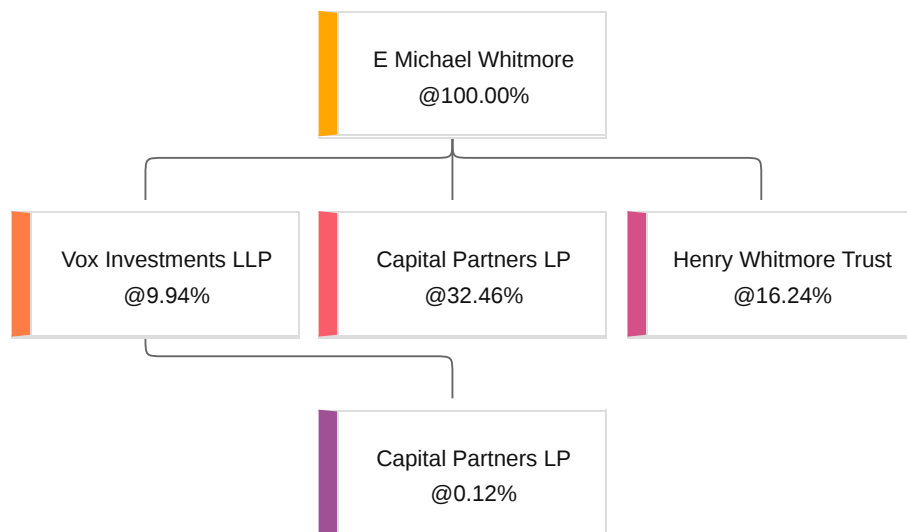 E Michael Whitmore
@100.00%
Vox Investments LLP
@9.94%
Capital Partners LP
@32.46%
Henry Whitmore Trust
@16.24%
Capital Partners LP
@0.12%